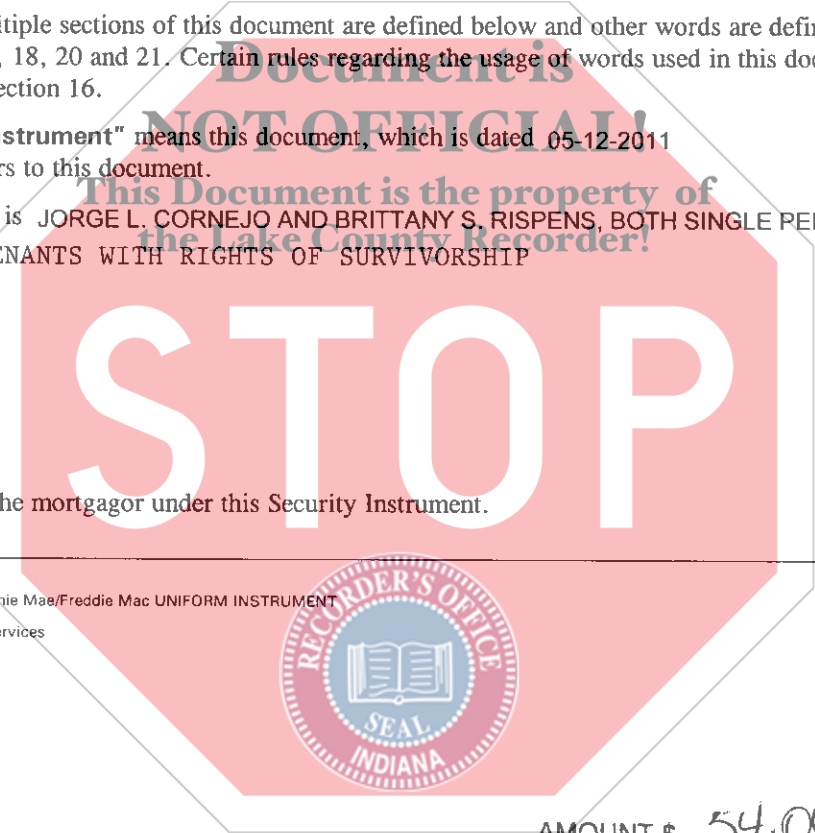 ltiple sections of this document are defined below and other words are defin
, 18, 20 and 21. Certain rules regarding the usage of words used in this doc
ection 16.
Document is
NOT OFFICIAL!
This Document is the property of
the Lake County Recorder!
strument" means this document, which is dated 05-12-2011
rs to this document.
is JORGE L. CORNEJO AND BRITTANY S. RISPENS, BOTH SINGLE PE
ENANTS WITH RIGHTS OF SURVIVORSHIP
STOP
he mortgagor under this Security Instrument.
nie Mae/Freddie Mac UNIFORM INSTRUMENT
ervices
RECORDER'S OFFICE
SEAL
INDIANA
AMOUNT $ 54.00